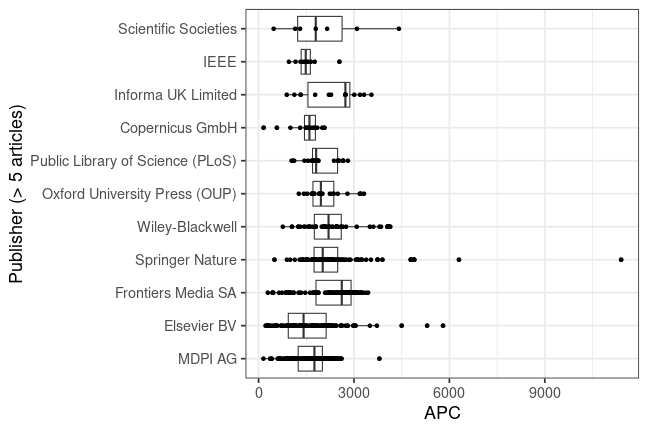 Publisher (> 5 articles)
Scientific Societies
IEEE
Informa UK Limited
Copernicus GmbH
Public Library of Science (PLoS)
Oxford University Press (OUP)
Wiley-Blackwell
Springer Nature
Frontiers Media SA
Elsevier BV
MDPI AG
0 3000 6000 9000
APC